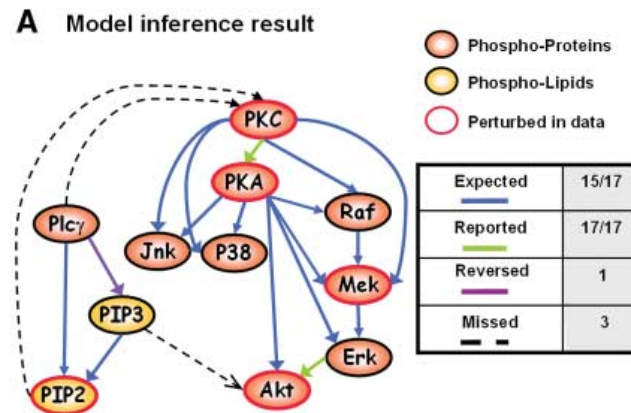 A Model inference result
Phospho-Proteins
Phospho-Lipids
Perturbed in data
PKC
PKA
Raf
Plcγ
Jnk
P38
Mek
PIP3
Erk
PIP2
Akt
Expected 15/17
Reported 17/17
Reversed 1
Missed 3